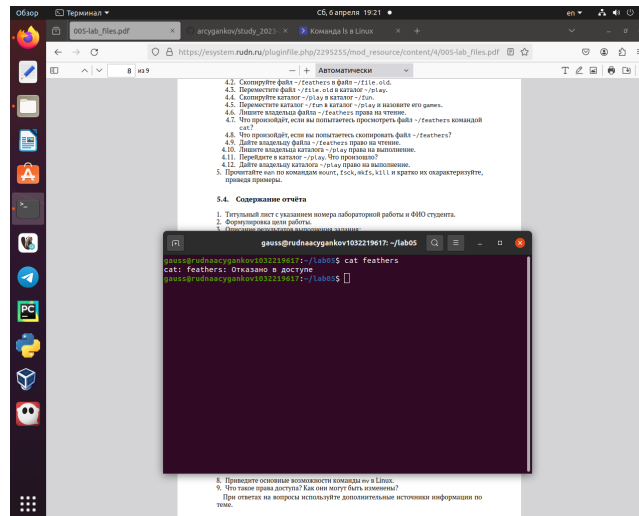 Обзор
Терминал
Сб, 6 апреля 19:21
en
005-lab_files.pdf
arcygankov/study_2023-
Команда ls в Linux
https://esystem.rudn.ru/pluginfile.php/2295255/mod_resource/content/4/005-lab_files.pdf
8 из 9
Автоматически
4.2. Скопируйте файл ~/feathers в файл ~/file.old.
4.3. Переместите файл ~/file.old в каталог ~/play.
4.4. Скопируйте каталог ~/play в каталог ~/fun.
4.5. Переместите каталог ~/fun в каталог ~/play и назовите его games.
4.6. Лишите владельца файла ~/feathers права на чтение.
4.7. Что произойдёт, если вы попытаетесь просмотреть файл ~/feathers командой
cat?
4.8. Что произойдёт, если вы попытаетесь скопировать файл ~/feathers?
4.9. Дайте владельцу файла ~/feathers право на чтение.
4.10. Лишите владельца каталога ~/play права на выполнение.
4.11. Перейдите в каталог ~/play. Что произошло?
4.12. Дайте владельцу каталога ~/play право на выполнение.
5. Прочитайте man по командам mount, fsck, mkfs, kill и кратко их охарактеризуйте,
приведя примеры.
5.4. Содержание отчёта
1. Титульный лист с указанием номера лабораторной работы и ФИО студента.
2. Формулировка цели работы.
3. Описание результатов выполнения задания:
gauss@rudnaacygankov1032219617: ~/lab05
gauss@rudnaacygankov1032219617:~/lab05$ cat feathers
cat: feathers: Отказано в доступе
gauss@rudnaacygankov1032219617:~/lab05$
8. Приведите основные возможности команды mv в Linux.
9. Что такое права доступа? Как они могут быть изменены?
При ответах на вопросы используйте дополнительные источники информации по
теме.